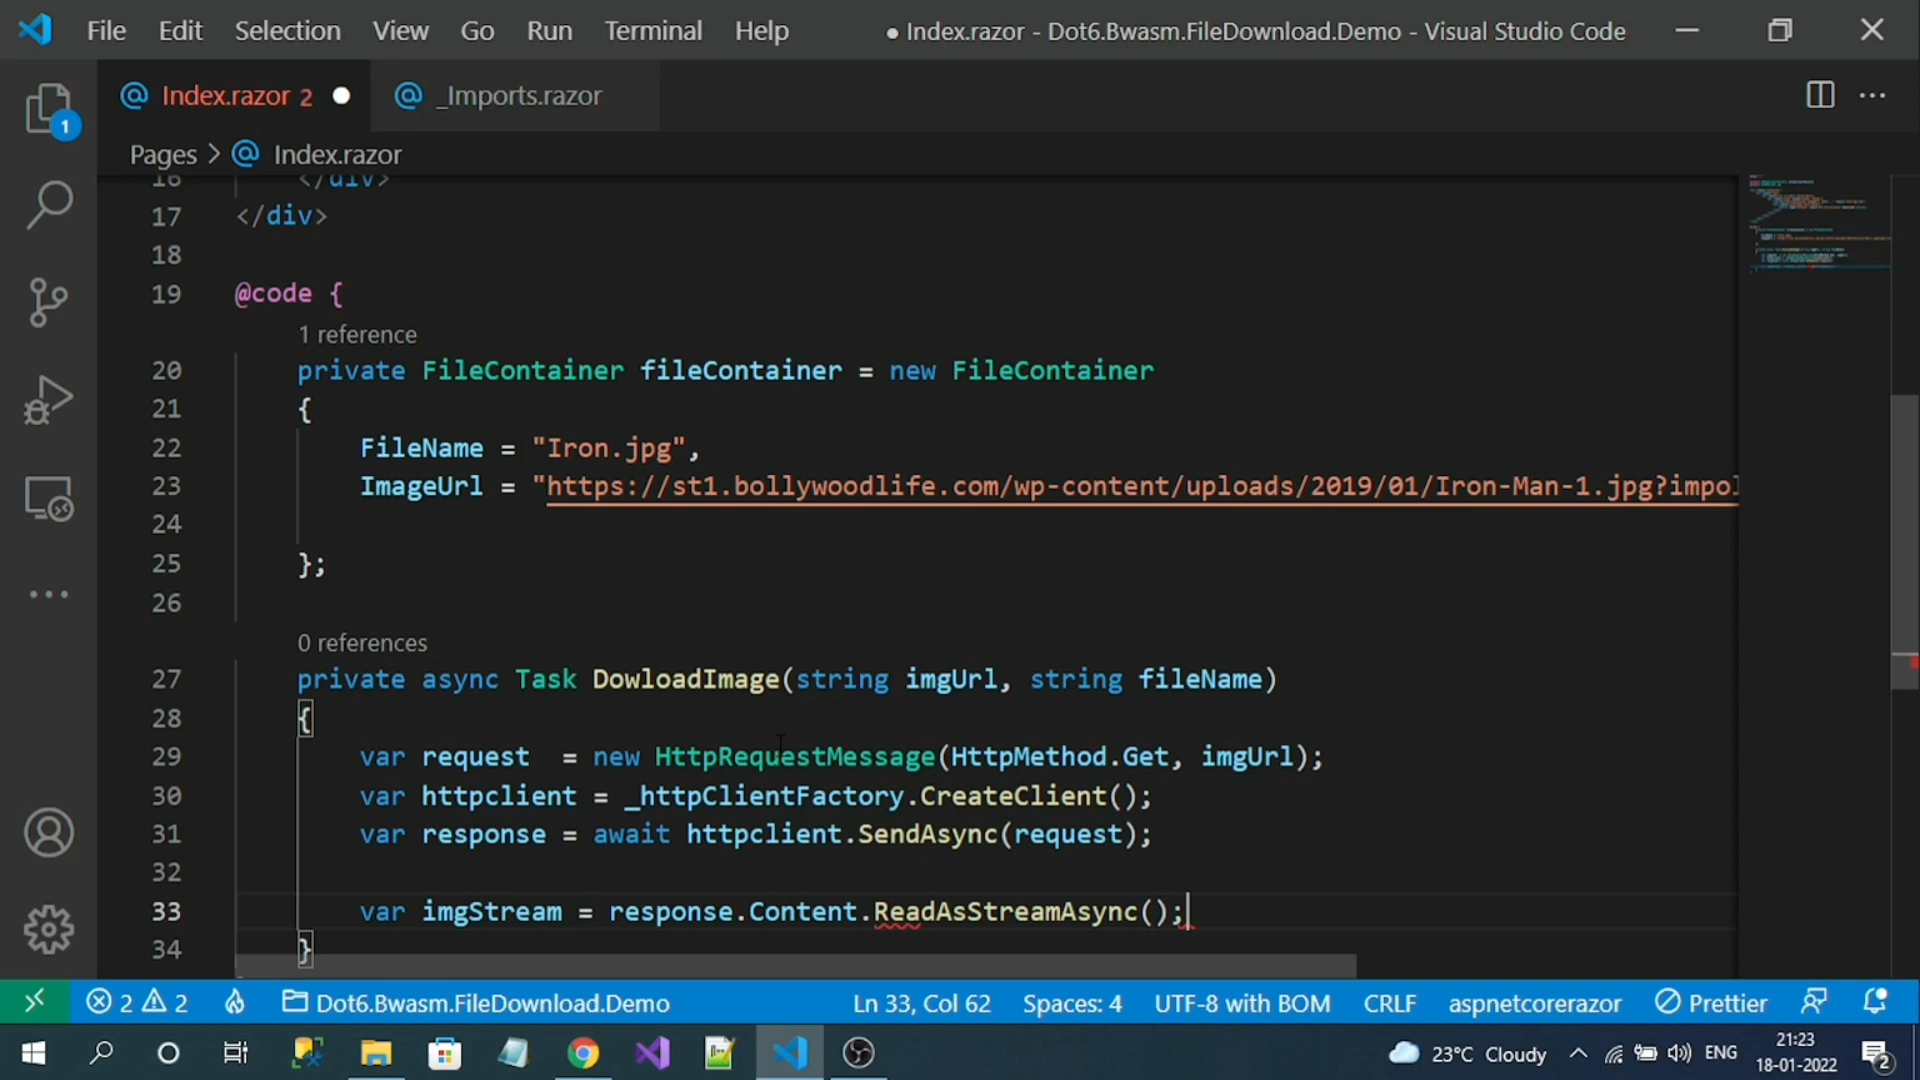 File Edit Selection View Go Run Terminal Help ● Index.razor - Dot6.Bwasm.FileDownload.Demo - Visual Studio Code
@ Index.razor 2 ● @ _Imports.razor
1
Pages > @ Index.razor
16 </div>
17 </div>
18
19 @code {
1 reference
20 private FileContainer fileContainer = new FileContainer
21 {
22 FileName = "Iron.jpg",
23 ImageUrl = "https://st1.bollywoodlife.com/wp-content/uploads/2019/01/Iron-Man-1.jpg?impol
24
25 };
26
0 references
27 private async Task DowloadImage(string imgUrl, string fileName)
28 {
29 var request  = new HttpRequestMessage(HttpMethod.Get, imgUrl);
30 var httpclient = _httpClientFactory.CreateClient();
31 var response = await httpclient.SendAsync(request);
32
33 var imgStream = response.Content.ReadAsStreamAsync();
34 }
2 2 Dot6.Bwasm.FileDownload.Demo Ln 33, Col 62 Spaces: 4 UTF-8 with BOM CRLF aspnetcorerazor Prettier
23°C Cloudy ENG 21:23
18-01-2022 2